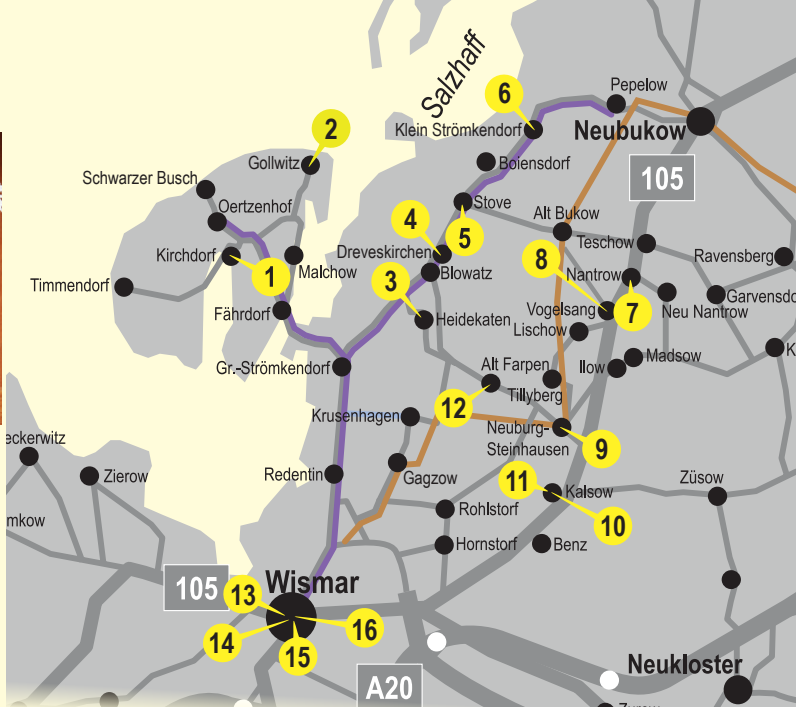 Salzhaff
Pepelow
6
Klein Strömkendorf
Neubukow
2
Gollwitz
Boiensdorf
105
Schwarzer Busch
Oertzenhof
Stove
4
5
Alt Bukow
Teschow
Kirchdorf
1
Malchow
Dreveskirchen
Blowatz
8
Ravensberg
Timmendorf
3
Nantrow
7
Neu Nantrow
Garvensdo
Fährdorf
Heidekaten
Vogelsang
Lischow
Gr.-Strömkendorf
Alt Farpen
Ilow
Madsow
K
12
Tillyberg
Krusenhagen
Neuburg-
Steinhausen
9
eckerwitz
Zierow
Redentin
Gagzow
11
Kalsow
10
Züsow
mkow
Rohlstorf
Hornstorf
Benz
105
13
Wismar
14
15
16
Neukloster
A20